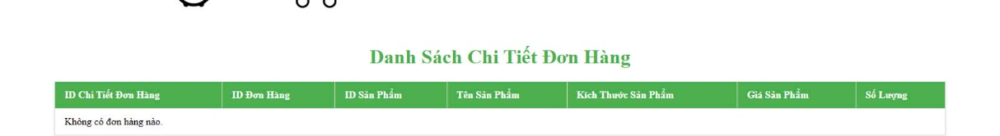 Danh Sách Chi Tiết Đơn Hàng
ID Chi Tiết Đơn Hàng ID Đơn Hàng ID Sản Phẩm Tên Sản Phẩm Kích Thước Sản Phẩm Giá Sản Phẩm Số Lượng
Không có đơn hàng nào.